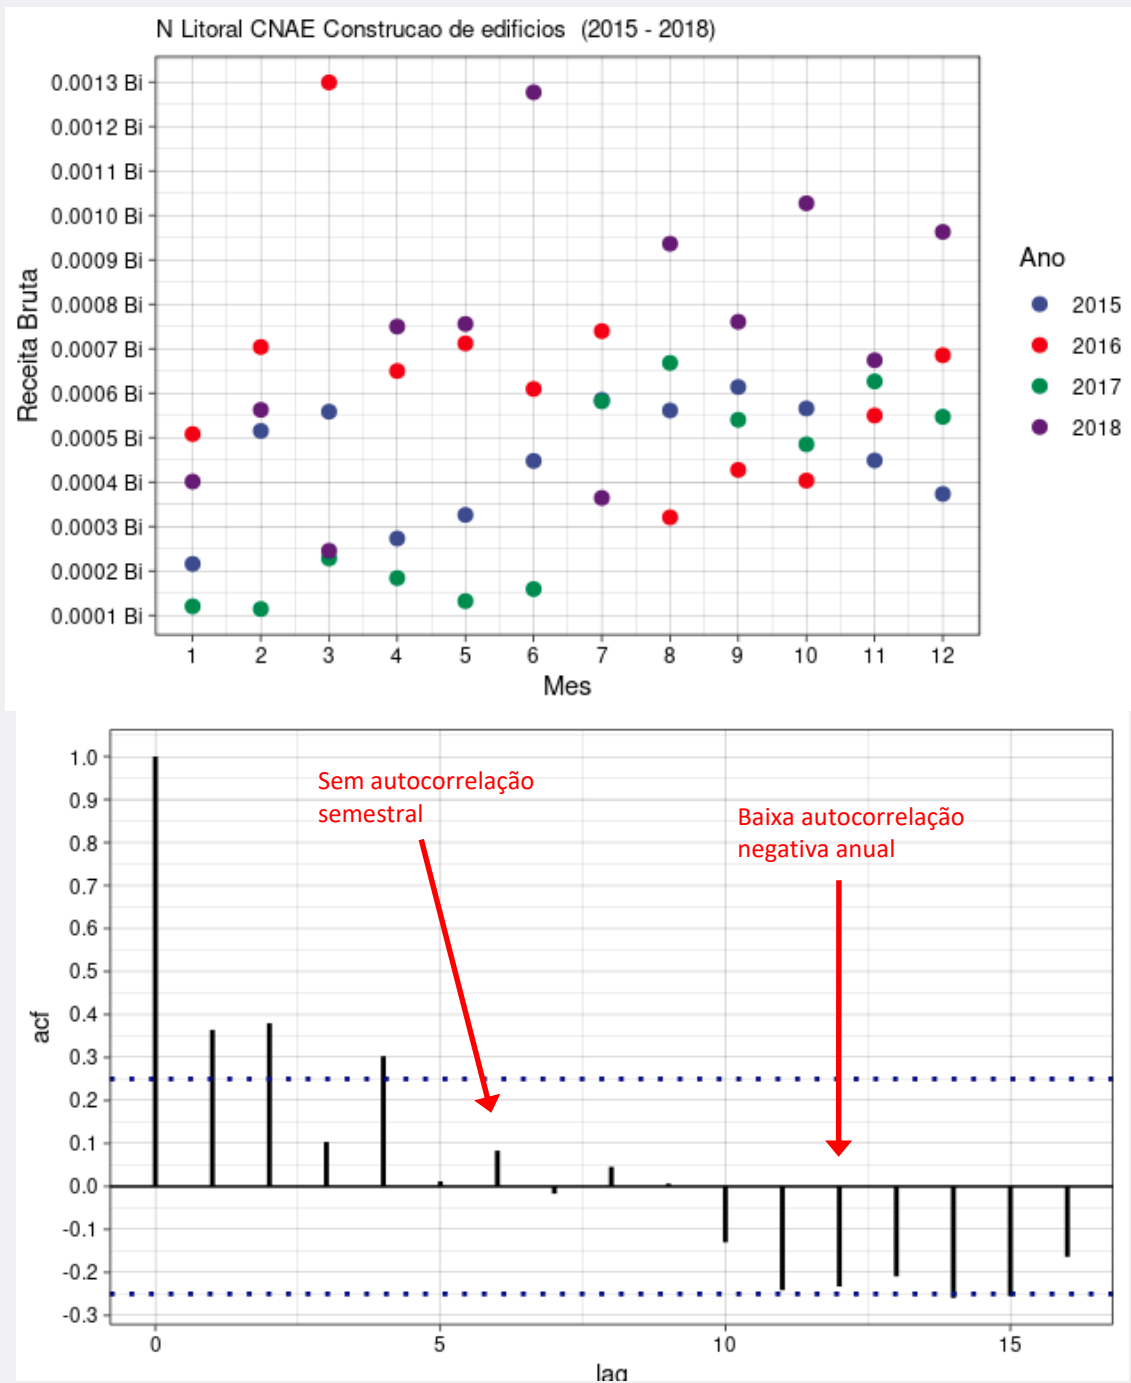 N Litoral CNAE Construcao de edificios (2015 - 2018)
Receita Bruta
0.0013 Bi
0.0012 Bi
0.0011 Bi
0.0010 Bi
0.0009 Bi
0.0008 Bi
0.0007 Bi
0.0006 Bi
0.0005 Bi
0.0004 Bi
0.0003 Bi
0.0002 Bi
0.0001 Bi
1 2 3 4 5 6 7 8 9 10 11 12
Mes
Ano
2015
2016
2017
2018
acf
1.0
0.9
0.8
0.7
0.6
0.5
0.4
0.3
0.2
0.1
0.0
-0.1
-0.2
-0.3
Sem autocorrelação
semestral
Baixa autocorrelação
negativa anual
0 5 10 15
lag